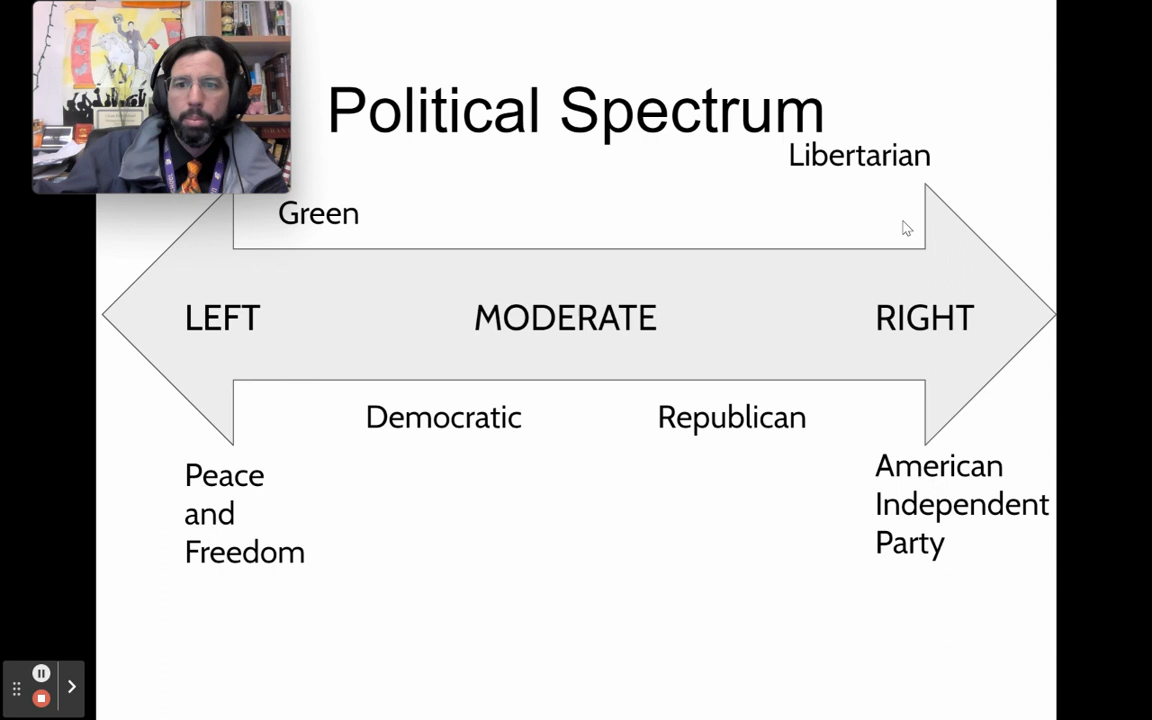 Political Spectrum
Libertarian
Green
LEFT
MODERATE
RIGHT
Democratic
Republican
Peace
and
Freedom
American
Independent
Party